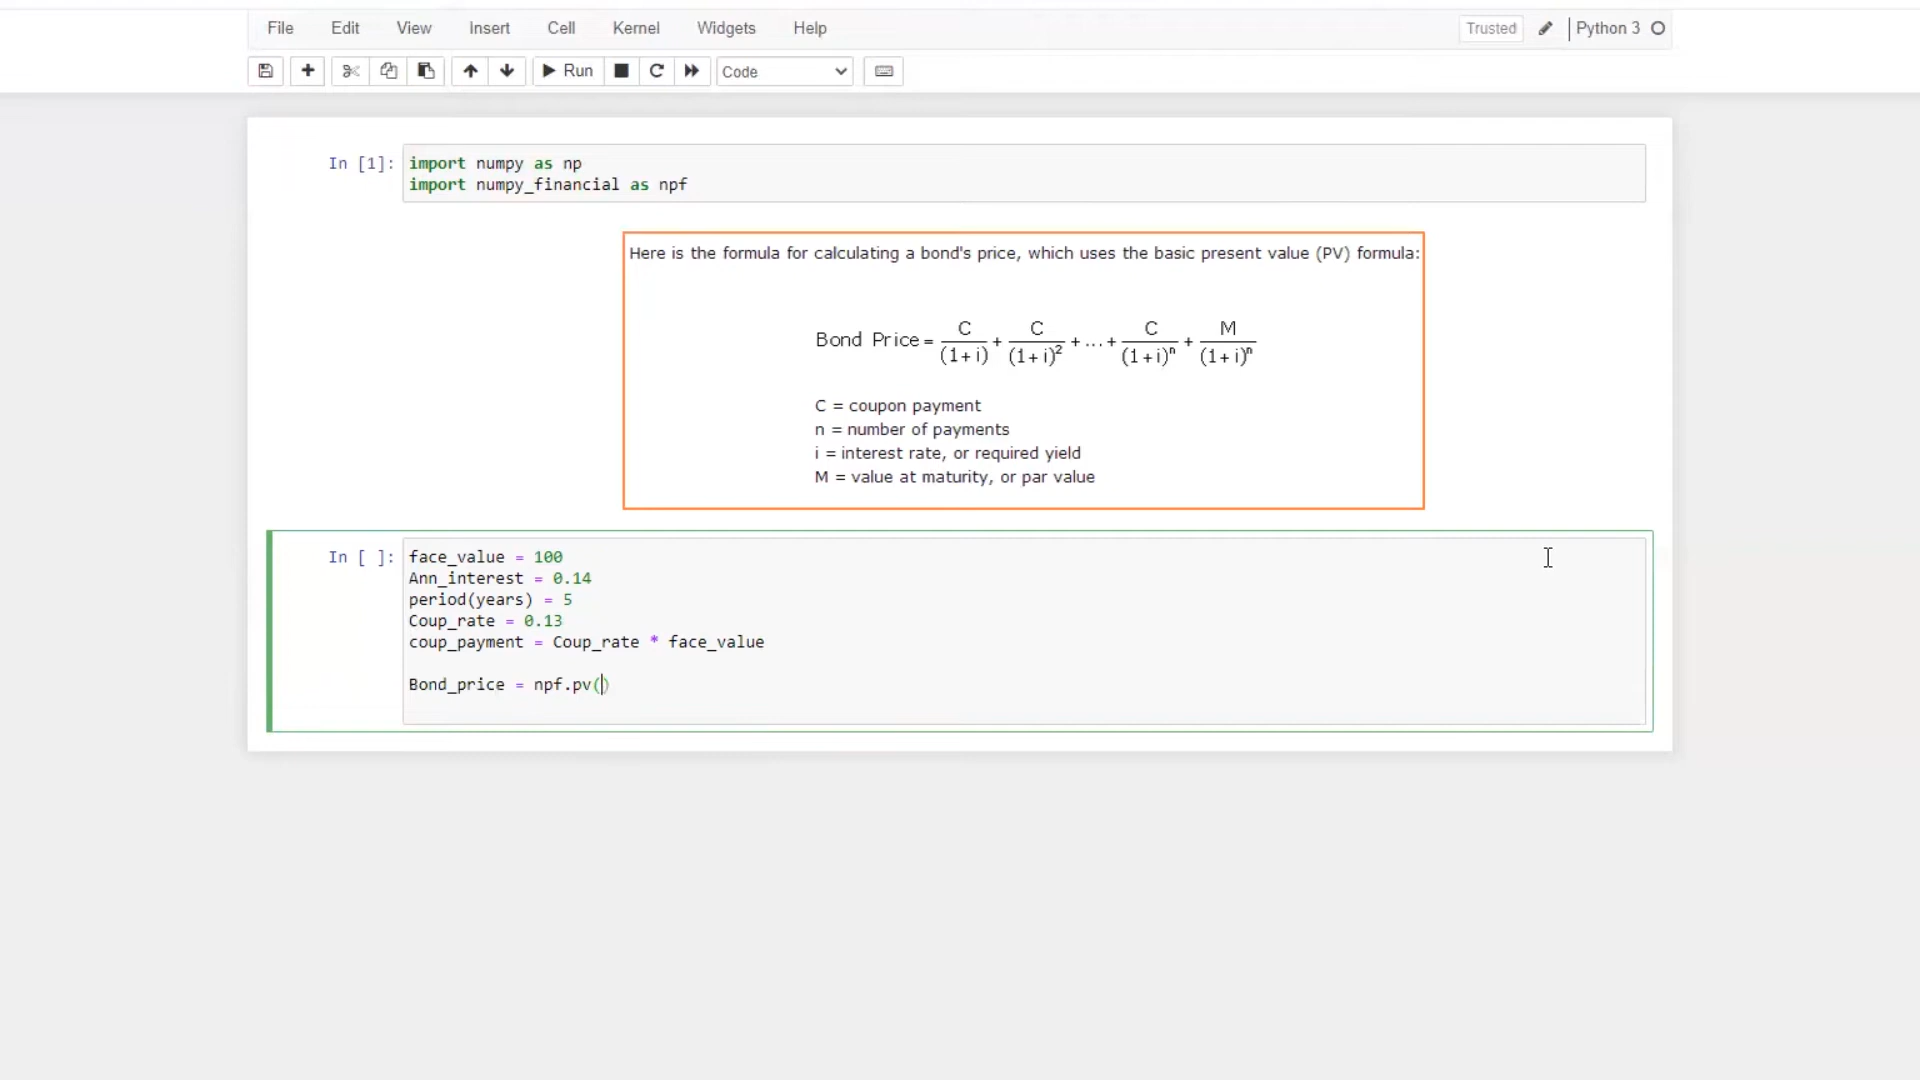 File Edit View Insert Cell Kernel Widgets Help Trusted Python 3
Run Code
In [1]: import numpy as np
import numpy_financial as npf
Here is the formula for calculating a bond's price, which uses the basic present value (PV) formula:
Bond Price = C/(1+i) + C/(1+i)² + ... + C/(1+i)ⁿ + M/(1+i)ⁿ
C = coupon payment
n = number of payments
i = interest rate, or required yield
M = value at maturity, or par value
In [ ]: face_value = 100
Ann_interest = 0.14
period(years) = 5
Coup_rate = 0.13
coup_payment = Coup_rate * face_value
Bond_price = npf.pv()